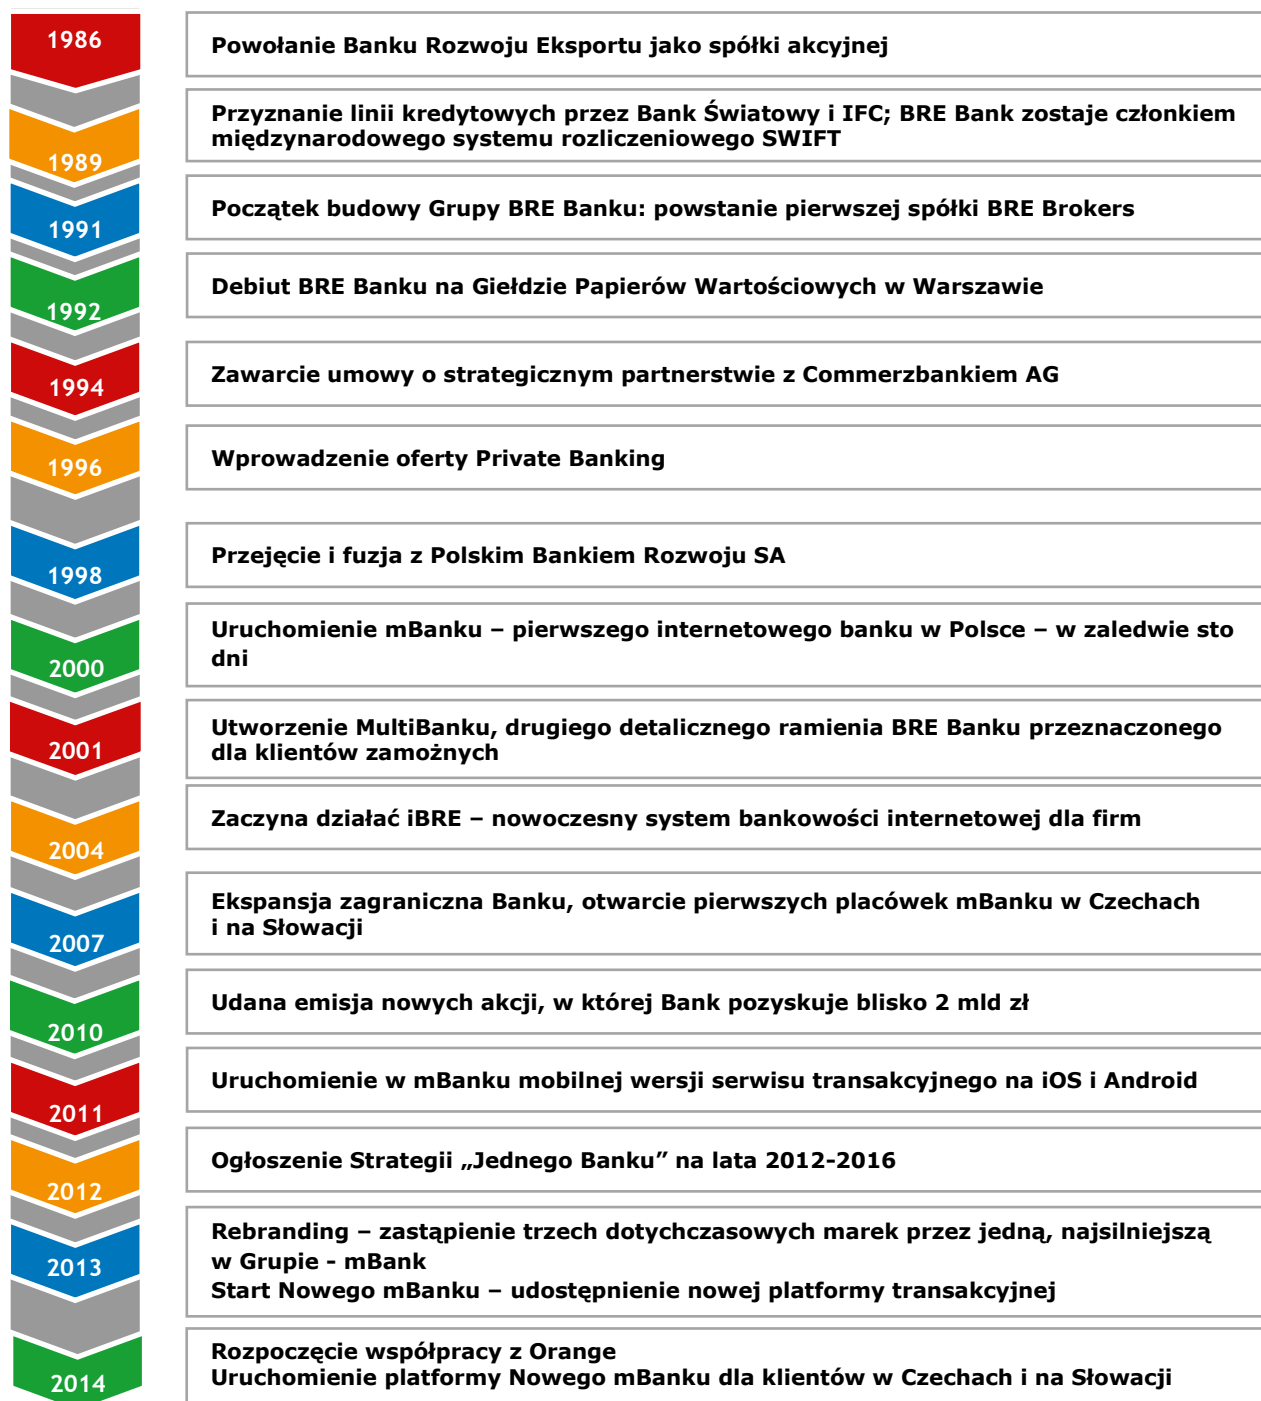 1986
Powołanie Banku Rozwoju Eksportu jako spółki akcyjnej
1989
Przyznanie linii kredytowych przez Bank Światowy i IFC; BRE Bank zostaje członkiem
międzynarodowego systemu rozliczeniowego SWIFT
1991
Początek budowy Grupy BRE Banku: powstanie pierwszej spółki BRE Brokers
1992
Debiut BRE Banku na Giełdzie Papierów Wartościowych w Warszawie
1994
Zawarcie umowy o strategicznym partnerstwie z Commerzbankiem AG
1996
Wprowadzenie oferty Private Banking
1998
Przejęcie i fuzja z Polskim Bankiem Rozwoju SA
2000
Uruchomienie mBanku – pierwszego internetowego banku w Polsce – w zaledwie sto
dni
2001
Utworzenie MultiBanku, drugiego detalicznego ramienia BRE Banku przeznaczonego
dla klientów zamożnych
2004
Zaczyna działać iBRE – nowoczesny system bankowości internetowej dla firm
2007
Ekspansja zagraniczna Banku, otwarcie pierwszych placówek mBanku w Czechach
i na Słowacji
2010
Udana emisja nowych akcji, w której Bank pozyskuje blisko 2 mld zł
2011
Uruchomienie w mBanku mobilnej wersji serwisu transakcyjnego na iOS i Android
2012
Ogłoszenie Strategii „Jednego Banku” na lata 2012-2016
2013
Rebranding – zastąpienie trzech dotychczasowych marek przez jedną, najsilniejszą
w Grupie - mBank
Start Nowego mBanku – udostępnienie nowej platformy transakcyjnej
2014
Rozpoczęcie współpracy z Orange
Uruchomienie platformy Nowego mBanku dla klientów w Czechach i na Słowacji